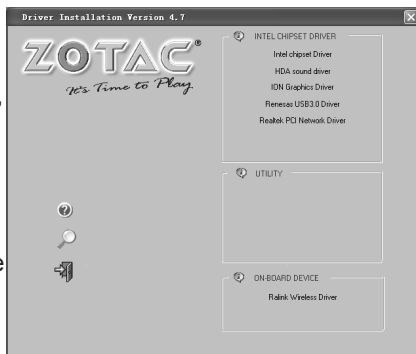 Driver Installation Version 4.7
ZOTAC®
It's Time to Play
INTEL CHIPSET DRIVER
Intel chipset Driver
HDA sound driver
ION Graphics Driver
Renesas USB3.0 Driver
Realtek PCI Network Driver
UTILITY
ON-BOARD DEVICE
Ralink Wireless Driver